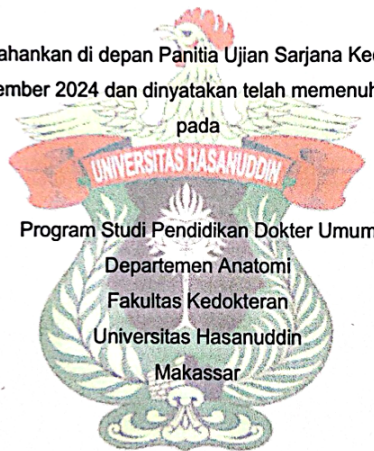 ahankan di depan Panitia Ujian Sarjana Ked
ember 2024 dan dinyatakan telah memenuh
pada
UNIVERSITAS HASANUDDIN
Program Studi Pendidikan Dokter Umum
Departemen Anatomi
Fakultas Kedokteran
Universitas Hasanuddin
Makassar